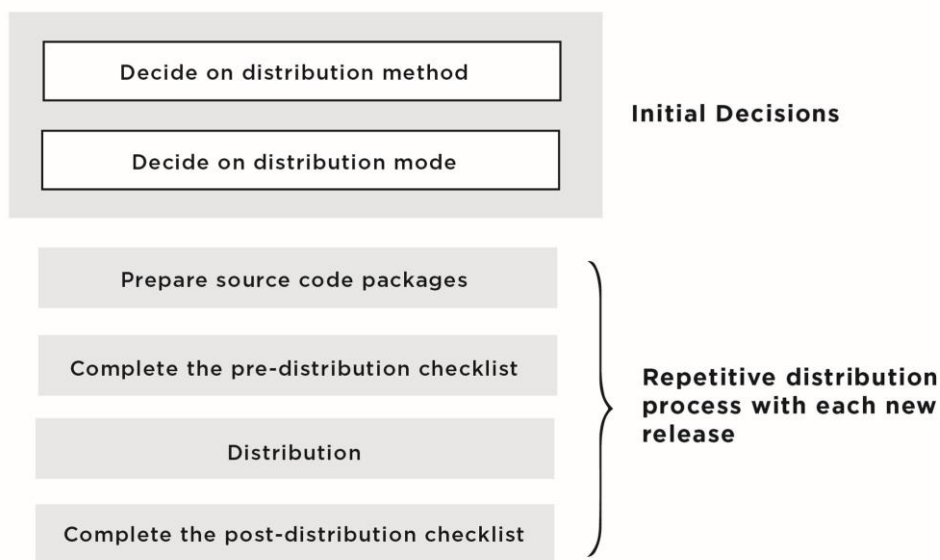 Decide on distribution method
Initial Decisions
Decide on distribution mode
Prepare source code packages
Complete the pre-distribution checklist
Repetitive distribution
process with each new
release
Distribution
Complete the post-distribution checklist